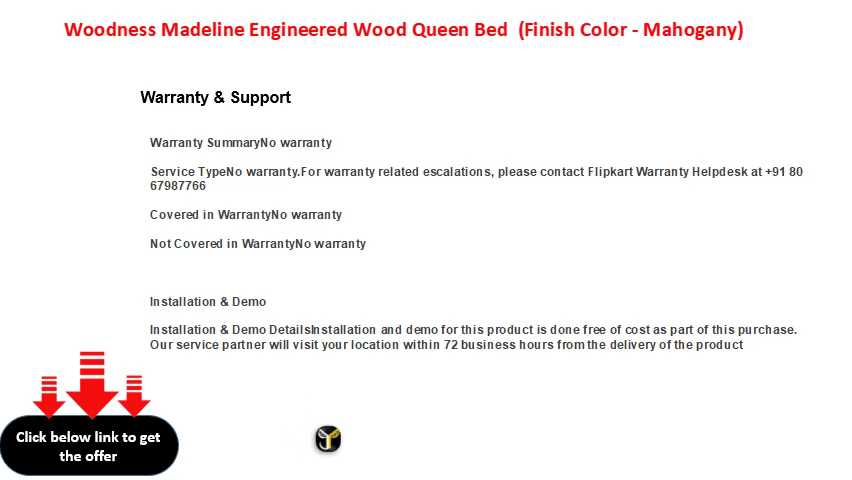 Woodness Madeline Engineered Wood Queen Bed (Finish Color - Mahogany)
Warranty & Support
Warranty SummaryNo warranty
Service TypeNo warranty.For warranty related escalations, please contact Flipkart Warranty Helpdesk at +91 80
67987766
Covered in WarrantyNo warranty
Not Covered in WarrantyNo warranty
Installation & Demo
Installation & Demo DetailsInstallation and demo for this product is done free of cost as part of this purchase.
Our service partner will visit your location within 72 business hours from the delivery of the product
Click below link to get
the offer